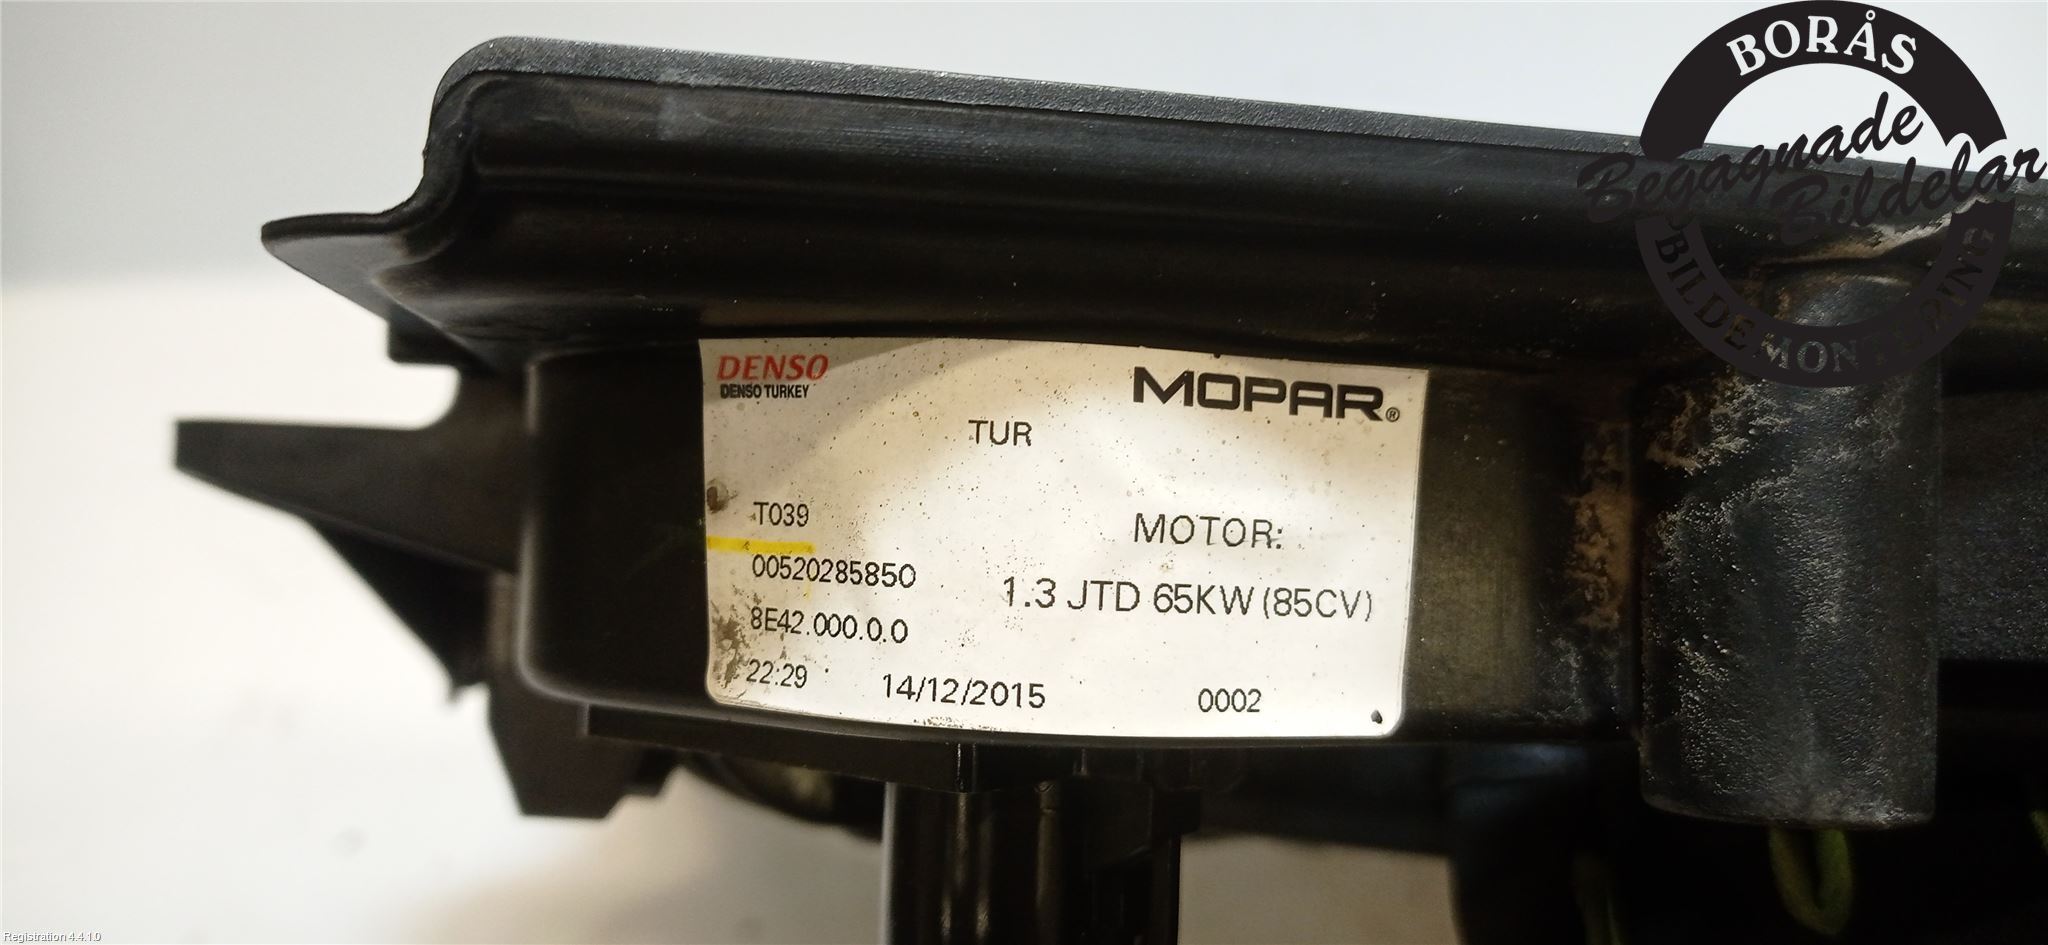 BORÅS
Begagnade
Bildelar
BILDEMONTERING
DENSO
DENSO TURKEY
MOPAR®
TUR
T039
MOTOR:
00520285850
1.3 JTD 65KW (85CV)
8E42.000.0.0
22:29
14/12/2015
0002
Registration 4.4.1.0